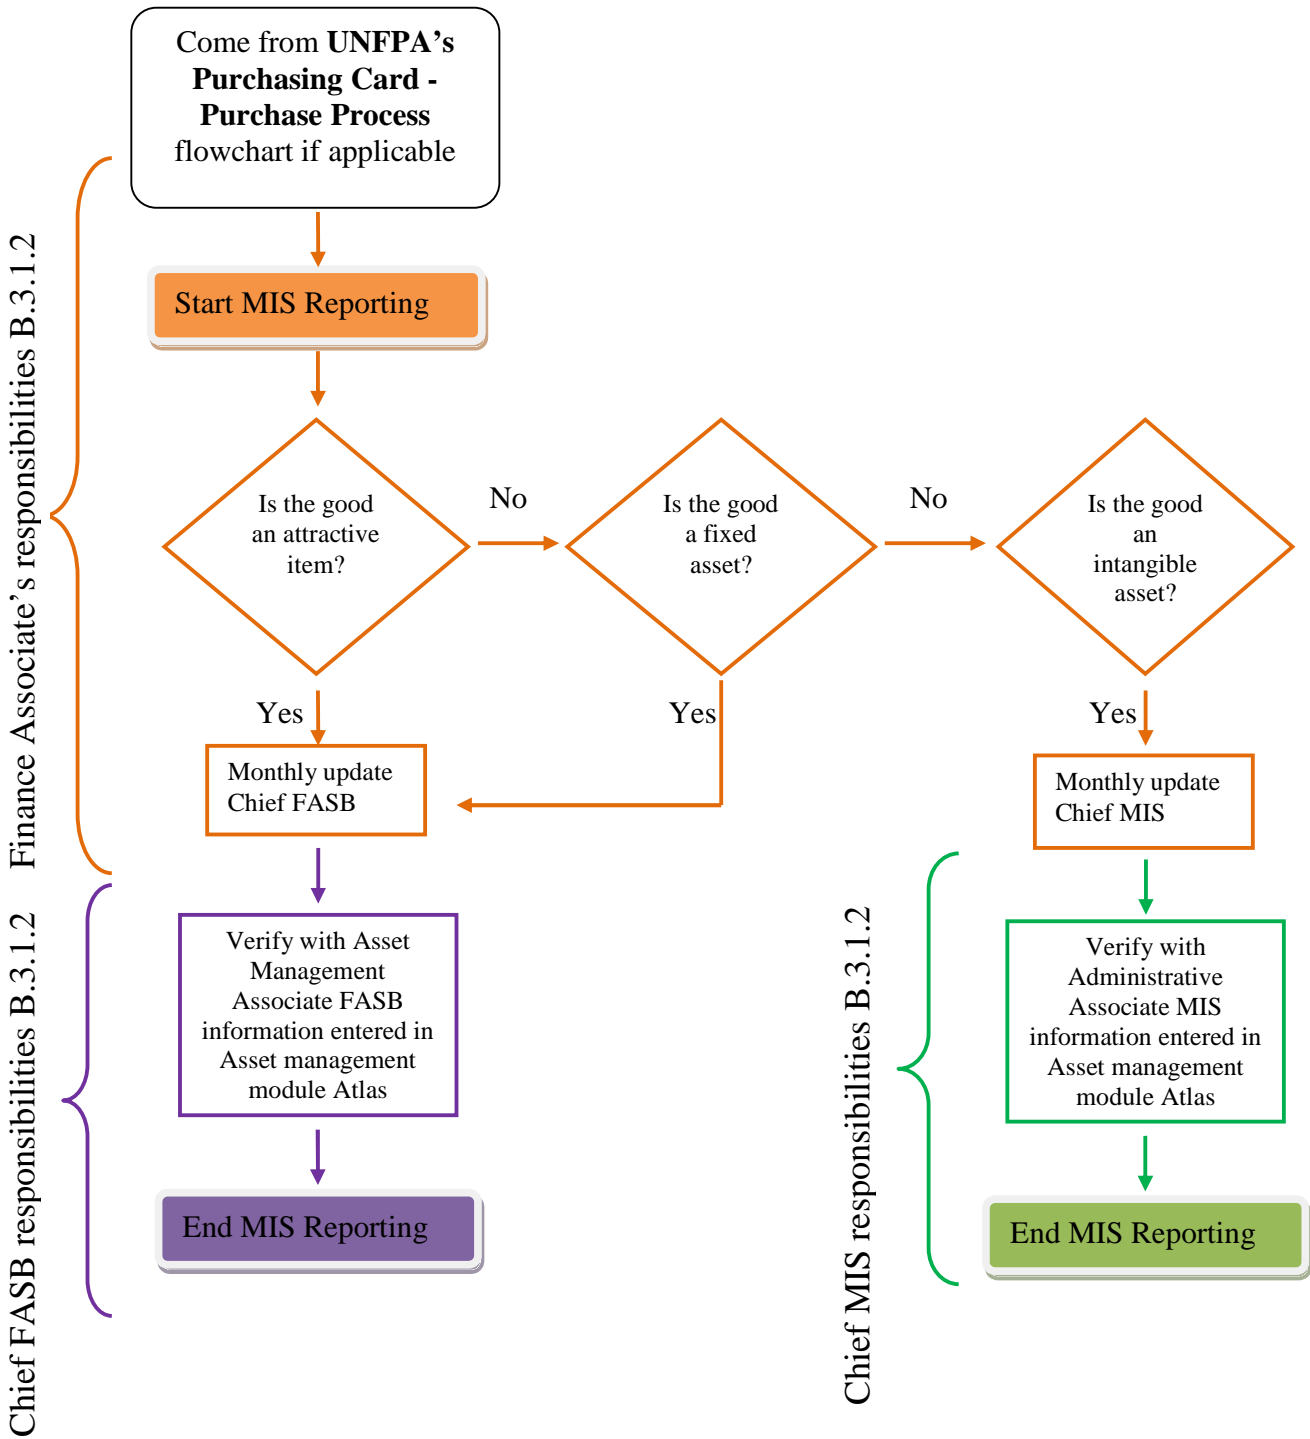 Come from UNFPA’s
Purchasing Card -
Purchase Process
flowchart if applicable
Finance Associate’s responsibilities B.3.1.2
Start MIS Reporting
Is the good
an attractive
item?
No
Is the good
a fixed
asset?
No
Is the good
an
intangible
asset?
Yes
Yes
Yes
Monthly update
Chief FASB
Monthly update
Chief MIS
Chief FASB responsibilities B.3.1.2
Verify with Asset
Management
Associate FASB
information entered in
Asset management
module Atlas
Chief MIS responsibilities B.3.1.2
Verify with
Administrative
Associate MIS
information entered in
Asset management
module Atlas
End MIS Reporting
End MIS Reporting